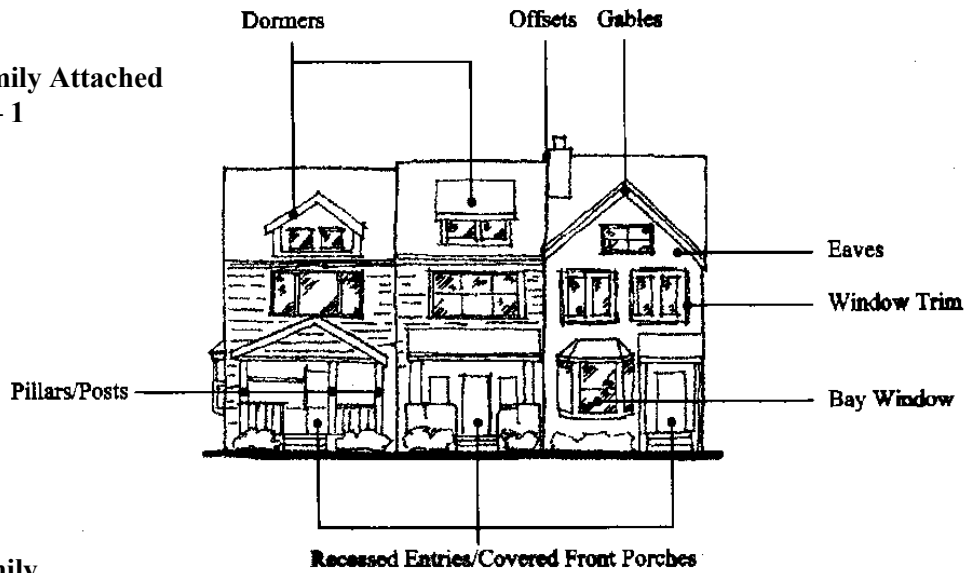 Dormers
Offsets Gables
mily Attached
- 1
Eaves
Window Trim
Pillars/Posts
Bay Window
Recessed Entries/Covered Front Porches
mily